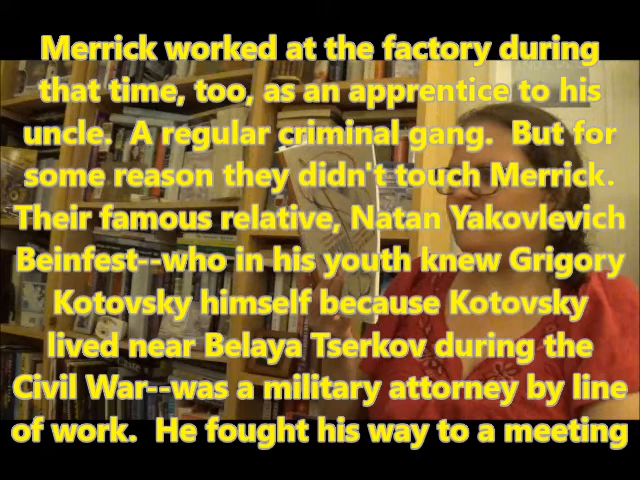 Merrick worked at the factory during
that time, too, as an apprentice to his
uncle.  A regular criminal gang.  But for
some reason they didn't touch Merrick.
Their famous relative, Natan Yakovlevich
Beinfest--who in his youth knew Grigory
Kotovsky himself because Kotovsky
lived near Belaya Tserkov during the
Civil War--was a military attorney by line
of work.  He fought his way to a meeting